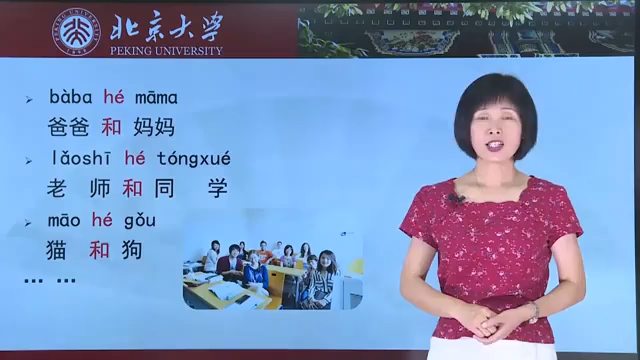 北京大学
PEKING UNIVERSITY
bàba hé māma
爸爸 和 妈妈
lǎoshī hé tóngxué
老 师 和 同 学
māo hé gǒu
猫 和 狗
… …